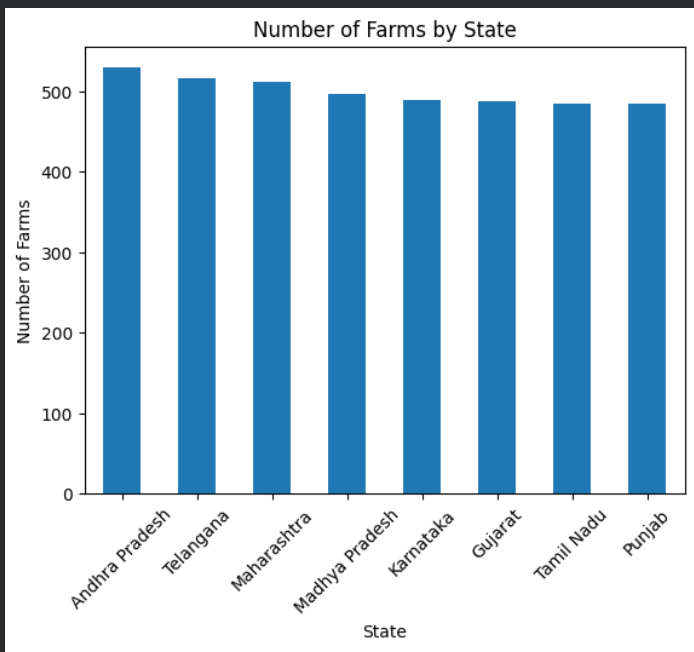 Number of Farms by State
Number of Farms
500
400
300
200
100
0
Andhra Pradesh
Telangana
Maharashtra
Madhya Pradesh
Karnataka
Gujarat
Tamil Nadu
Punjab
State